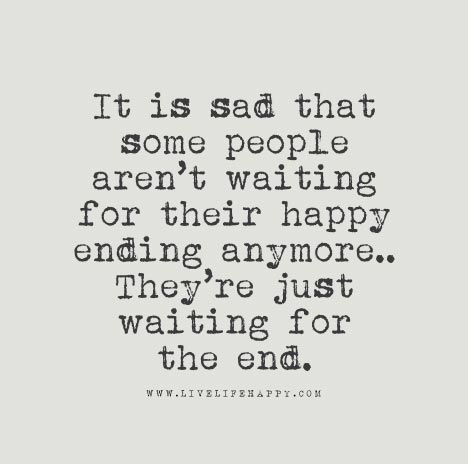 It is sad that
some people
aren't waiting
for their happy
ending anymore..
They're just
waiting for
the end.
WWW.LIVELIFEHAPPY.COM